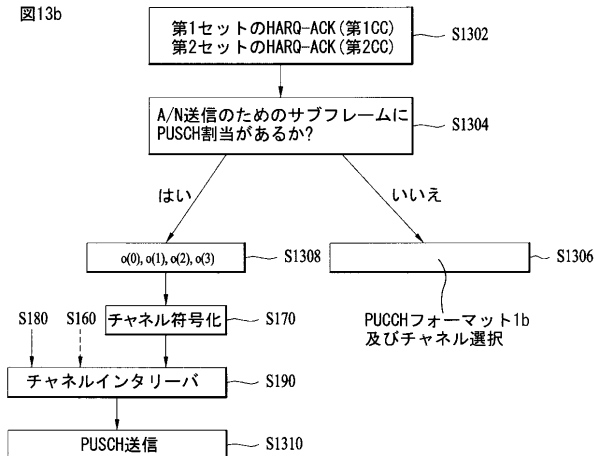 図13b
第1セットのHARQ-ACK(第1CC)
第2セットのHARQ-ACK(第2CC)
S1302
A/N送信のためのサブフレームに
PUSCH割当があるか?
S1304
はい
いいえ
o(0), o(1), o(2), o(3)
S1308
S1306
PUCCHフォーマット1b
及びチャネル選択
チャネル符号化
S170
S180
S160
チャネルインタリーバ
S190
PUSCH送信
S1310